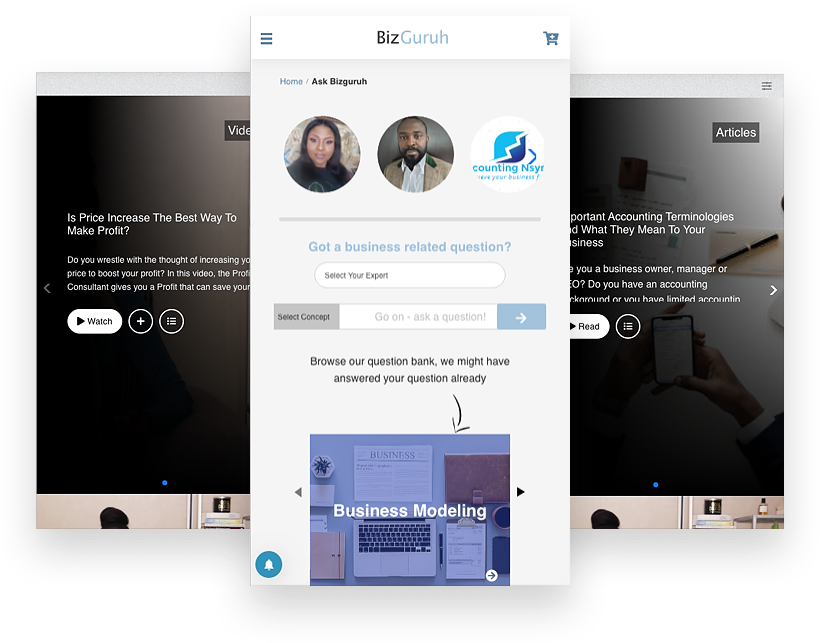 BizGuruh
Home / Ask Bizguruh
counting Nsyn
ieve your business f
Got a business related question?
Select Your Expert
Select Concept
Go on - ask a question!
Browse our question bank, we might have
answered your question already
BUSINESS
Business Modeling
Vide
Is Price Increase The Best Way To
Make Profit?
Do you wrestle with the thought of increasing yo
price to boost your profit? In this video, the Profi
Consultant gives you a Profit that can save your
Watch
Articles
portant Accounting Terminologies
d What They Mean To Your
usiness
e you a business owner, manager or
EO? Do you have an accounting
ckground or you have limited accountin
Read